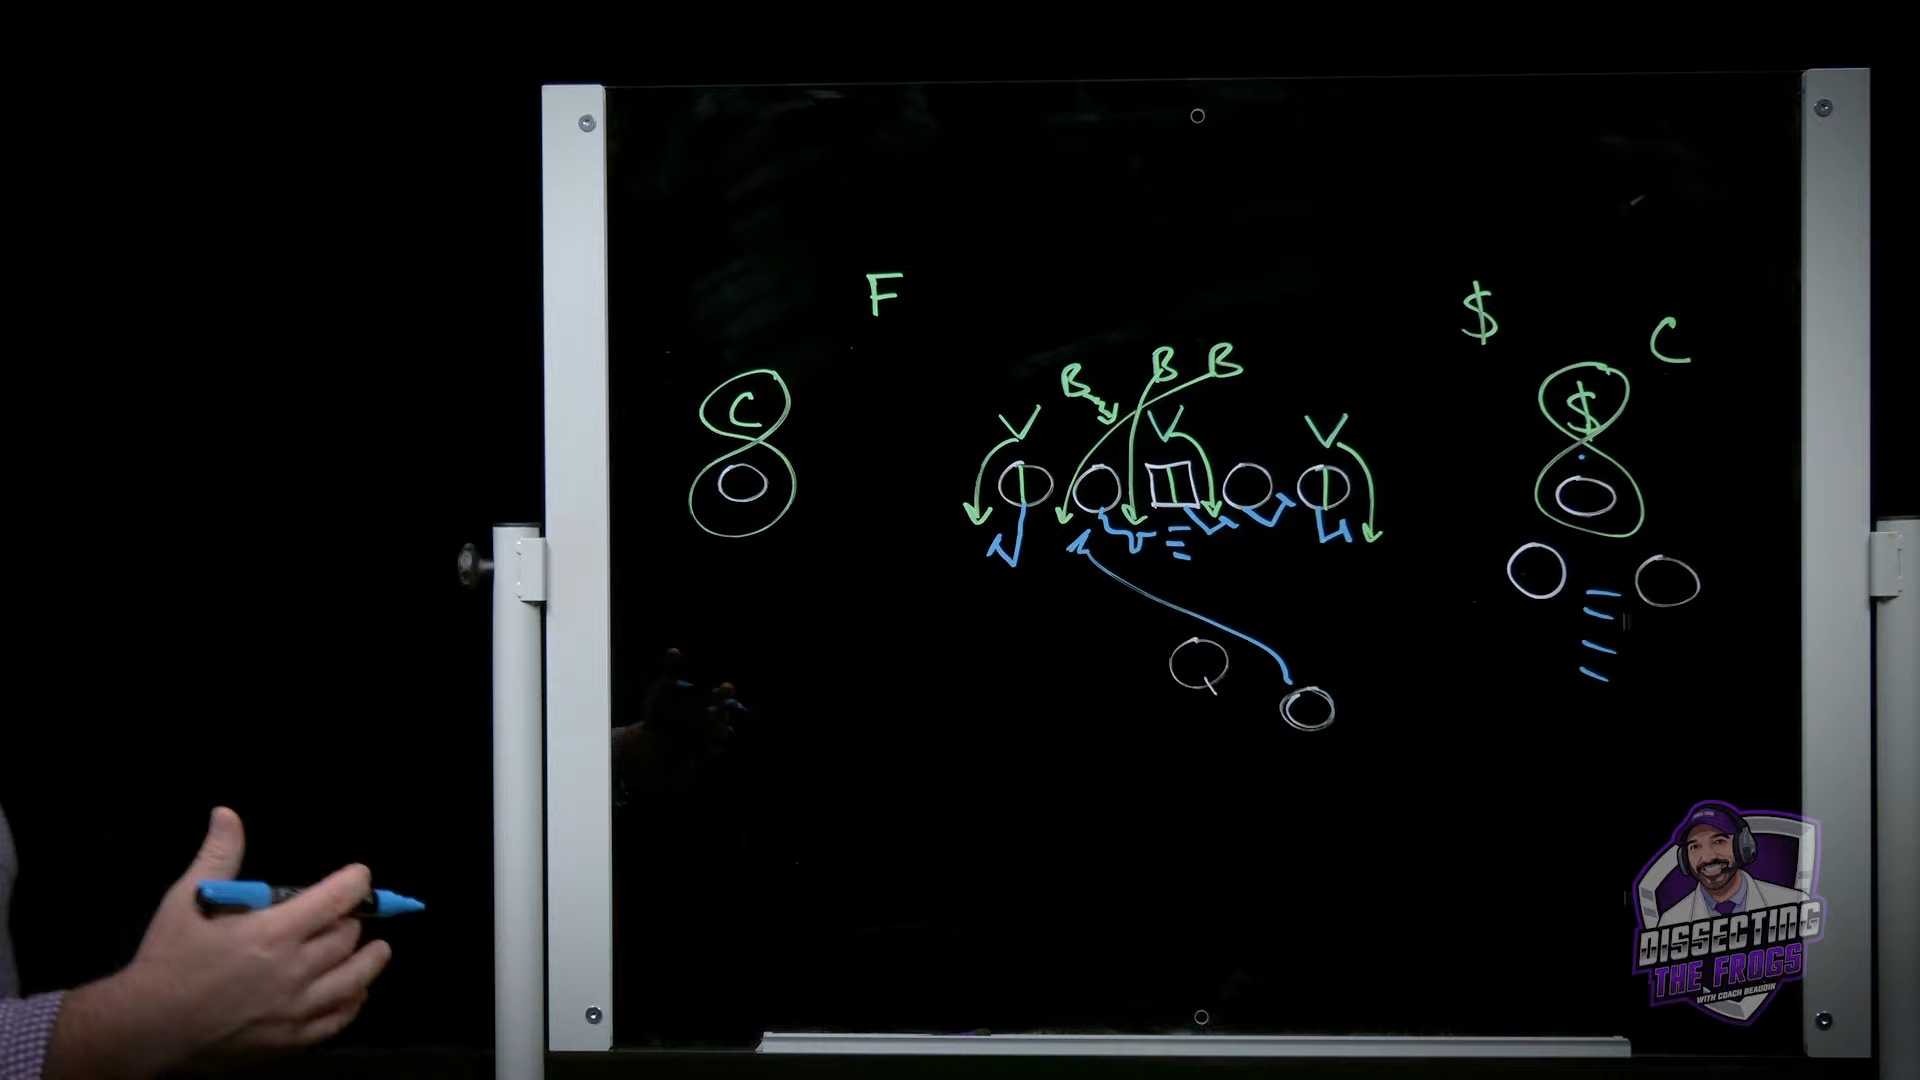 F
$
C
B
B
B
C
$
V
V
V
DISSECTING
THE FROGS
WITH COACH BEAUDIN